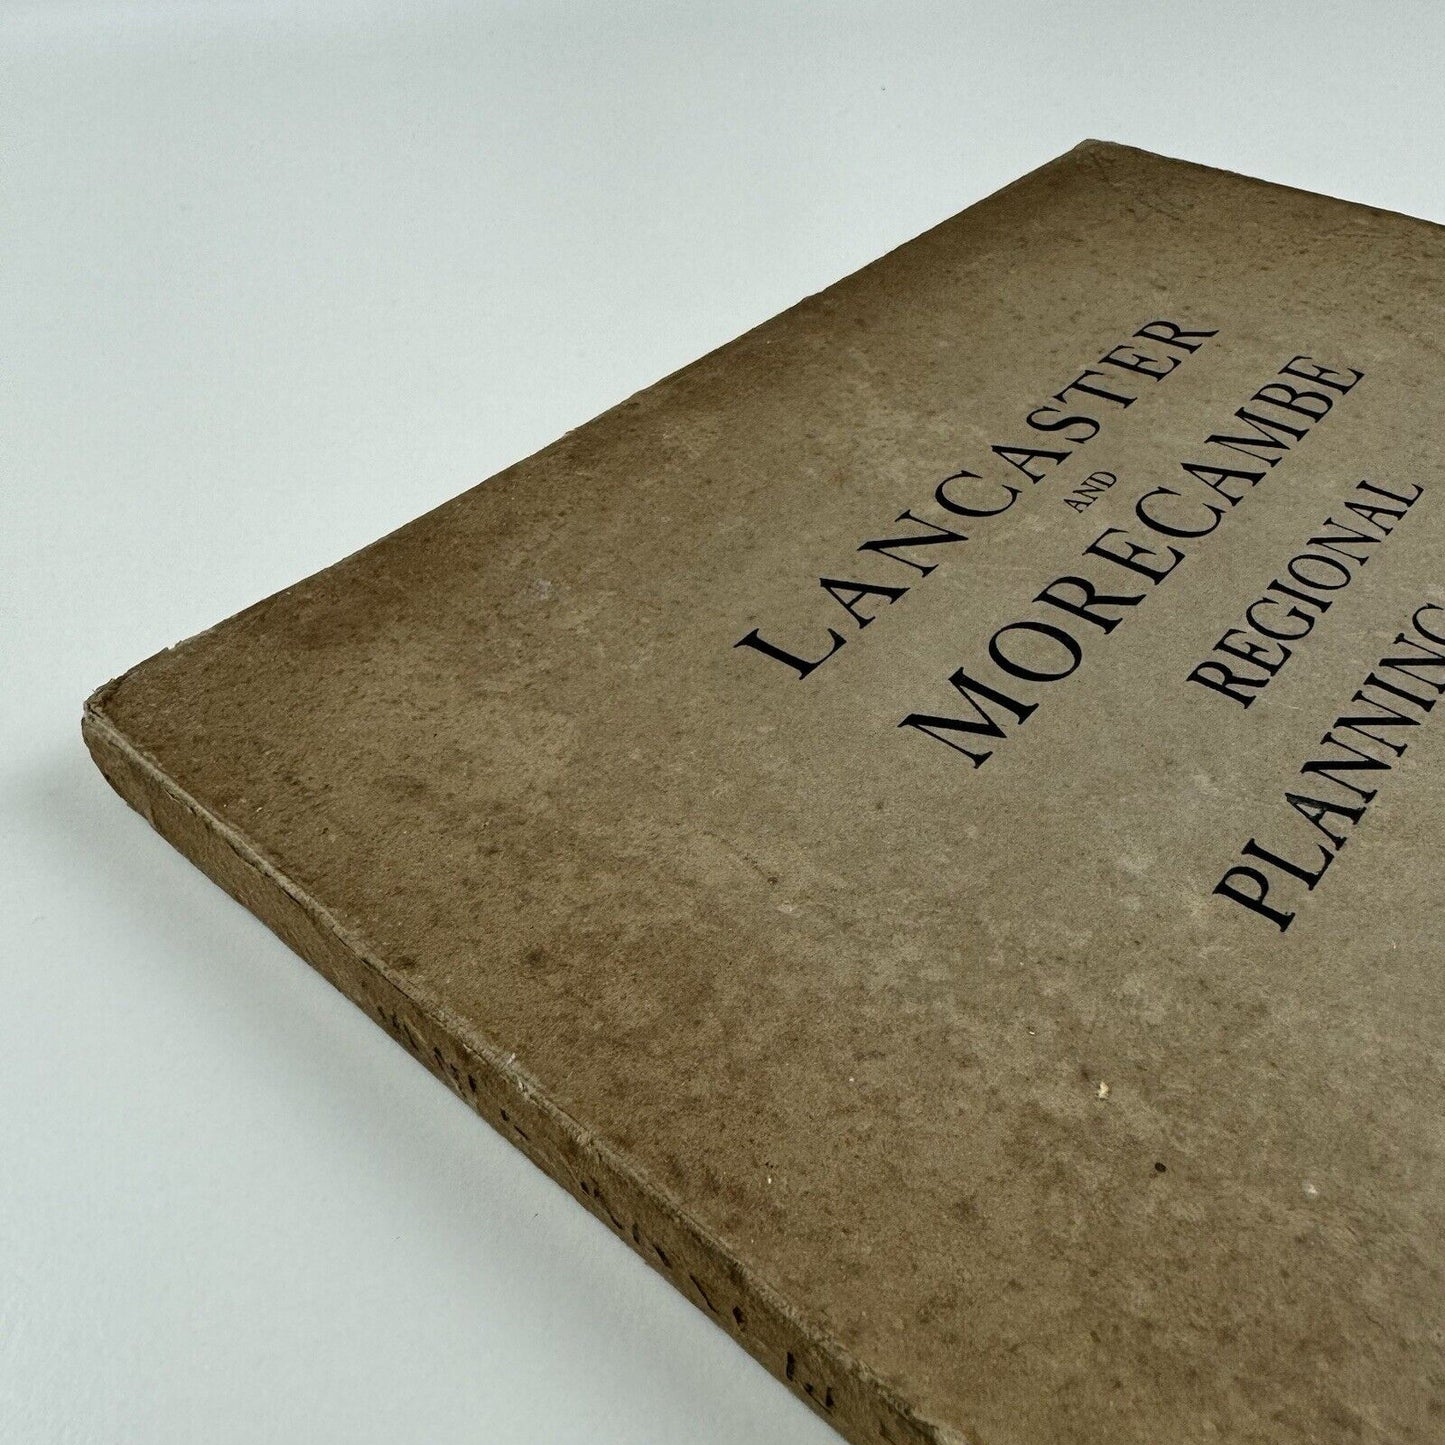 LANCASTER
AND
MORECAMBE
REGIONAL
PLANNING